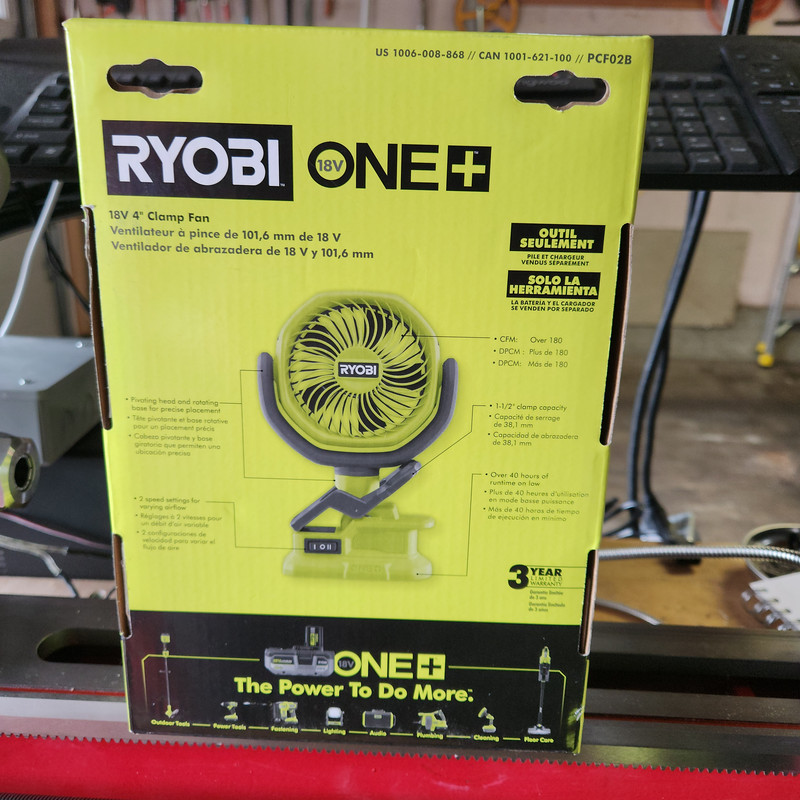 US 1006-008-868 // CAN 1001-621-100 // PCF02B
RYOBI
18V ONE+
18V 4" Clamp Fan
Ventilateur à pince de 101,6 mm de 18 V
Ventilador de abrazadera de 18 V y 101,6 mm
OUTIL
SEULEMENT
PILE ET CHARGEUR
VENDUS SÉPARÉMENT
SOLO LA
HERRAMIENTA
LA BATERÍA Y EL CARGADOR
SE VENDEN POR SEPARADO
RYOBI
• CFM: Over 180
• DPCM: Plus de 180
• DPCM: Más de 180
• Pivoting head and rotating
base for precise placement
• Tête pivotante et base rotative
pour un placement précis
• Cabeza pivotante y base
giratoria que permiten una
ubicación precisa
• 1-1/2" clamp capacity
• Capacité de serrage
de 38,1 mm
• Capacidad de abrazadera
de 38,1 mm
• Over 40 hours of
runtime on low
• Plus de 40 heures d'utilisation
en mode basse puissance
• Más de 40 horas de tiempo
de ejecución en mínimo
• 2 speed settings for
varying airflow
• Réglages à 2 vitesses pour
un débit d'air variable
• 2 configuraciones de
velocidad para variar el
flujo de aire
I O II
3 YEAR
LIMITED
WARRANTY
18V ONE+
The Power To Do More.™
Outdoor Tools
Power Tools
Fastening
Lighting
Audio
Plumbing
Cleaning
Floor Care